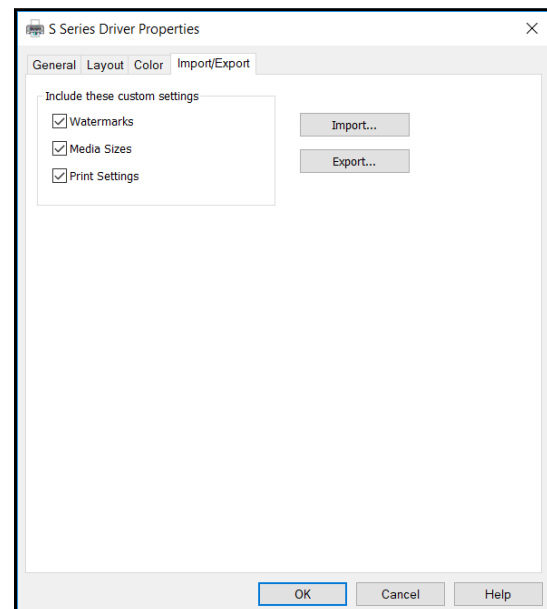 S Series Driver Properties
General Layout Color Import/Export
Include these custom settings
Watermarks
Import...
Media Sizes
Export...
Print Settings
OK Cancel Help